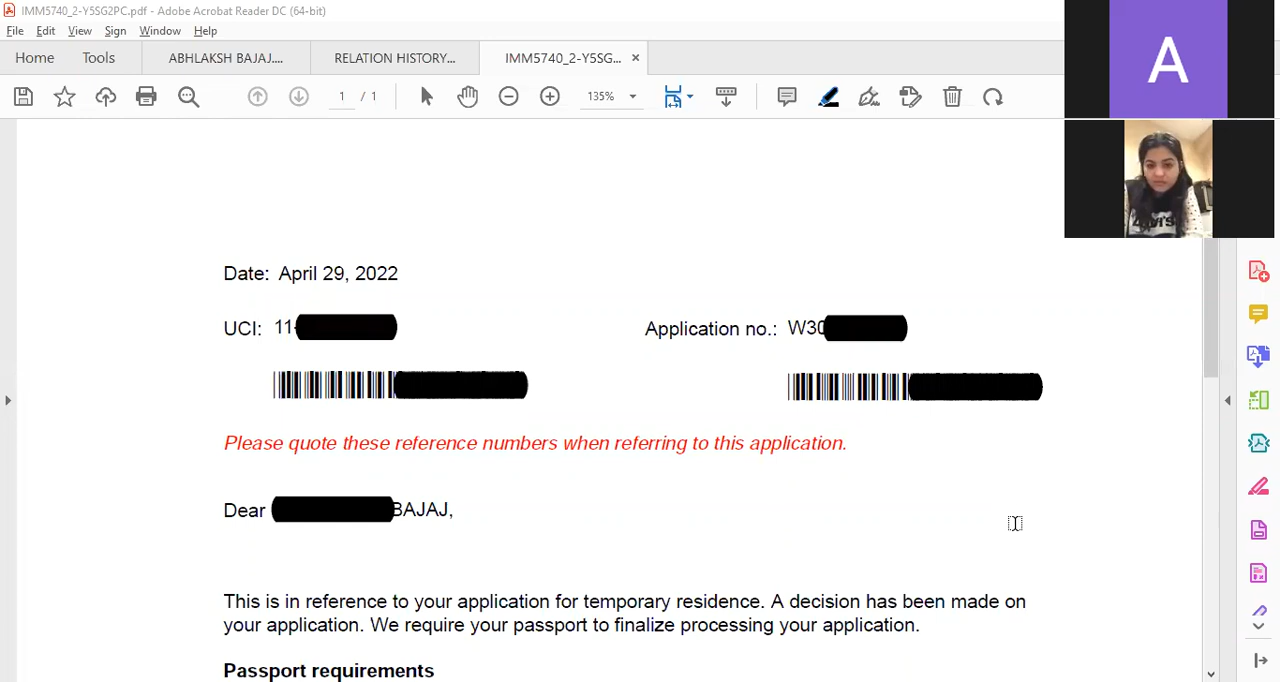 IMM5740_2-Y5SG2PC.pdf - Adobe Acrobat Reader DC (64-bit)
File Edit View Sign Window Help
Home Tools ABHLAKSH BAJAJ.... RELATION HISTORY... IMM5740_2-Y5SG... ×
1 / 1 135%
A
Date: April 29, 2022
UCI: 11- Application no.: W30
Please quote these reference numbers when referring to this application.
Dear BAJAJ,
This is in reference to your application for temporary residence. A decision has been made on
your application. We require your passport to finalize processing your application.
Passport requirements